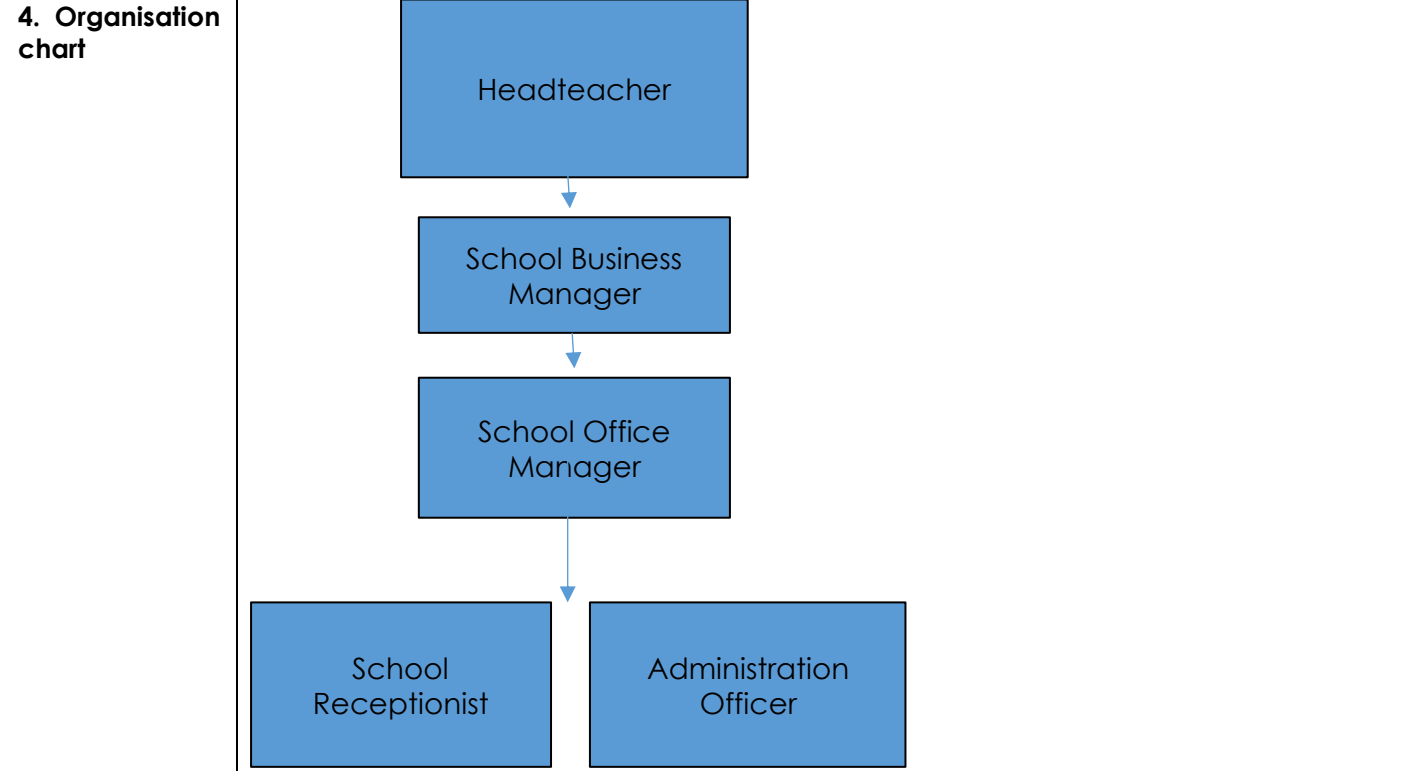 4. Organisation
chart
Headteacher
School Business
Manager
School Office
Manager
School
Receptionist
Administration
Officer